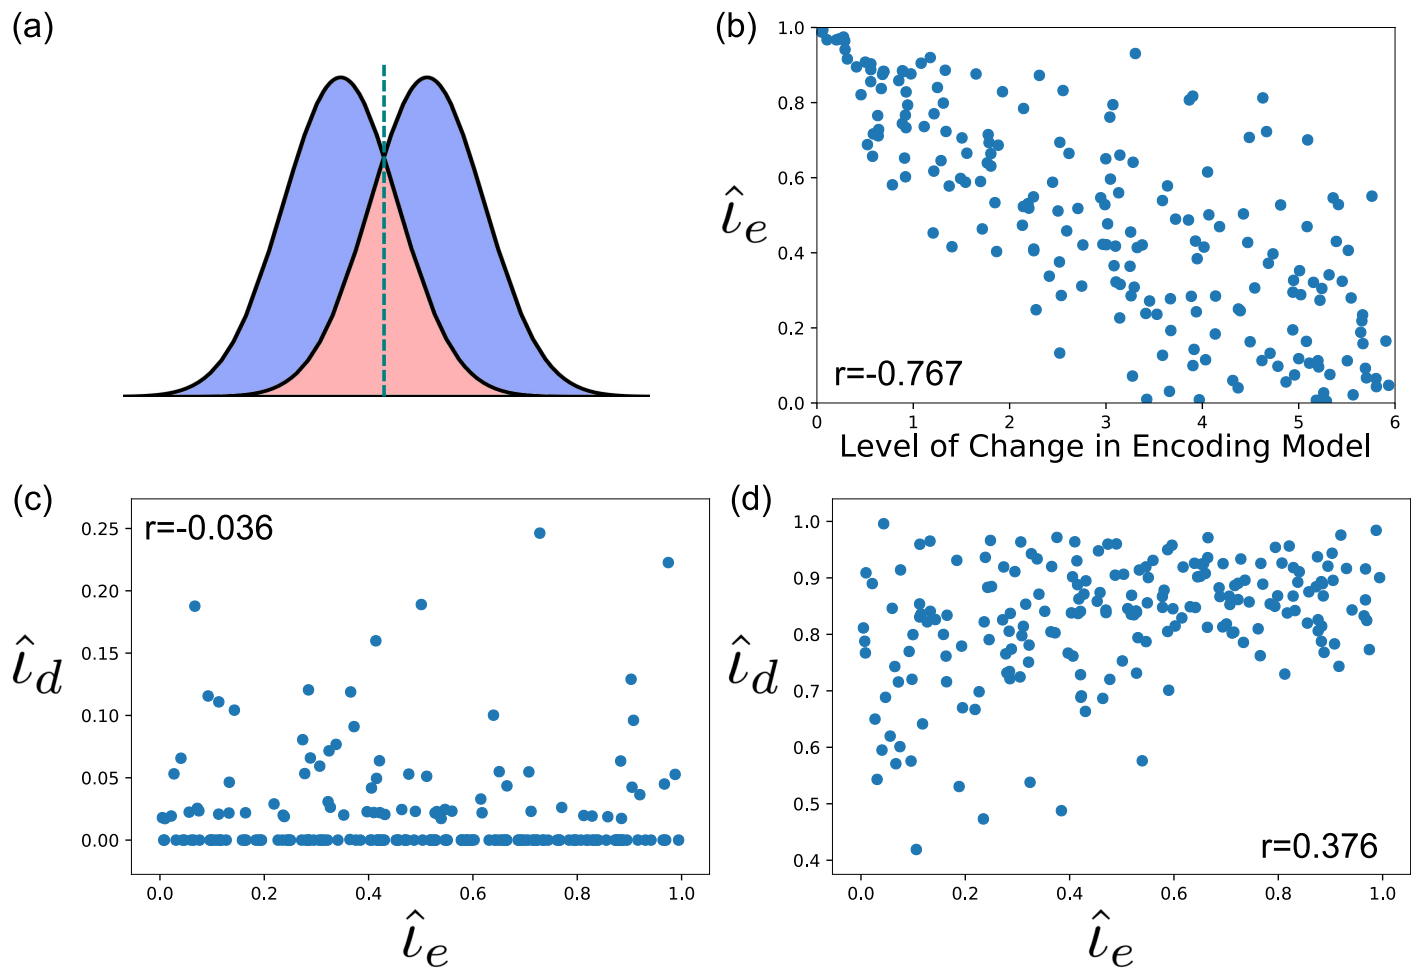 (a)
(b)
1.0
0.8
0.6
0.4
0.2
0.0
ι̂e
r=-0.767
0 1 2 3 4 5 6
Level of Change in Encoding Model
(c)
r=-0.036
0.25
0.20
0.15
0.10
0.05
0.00
ι̂d
0.0 0.2 0.4 0.6 0.8 1.0
ι̂e
(d)
1.0
0.9
0.8
0.7
0.6
0.5
0.4
ι̂d
r=0.376
0.0 0.2 0.4 0.6 0.8 1.0
ι̂e